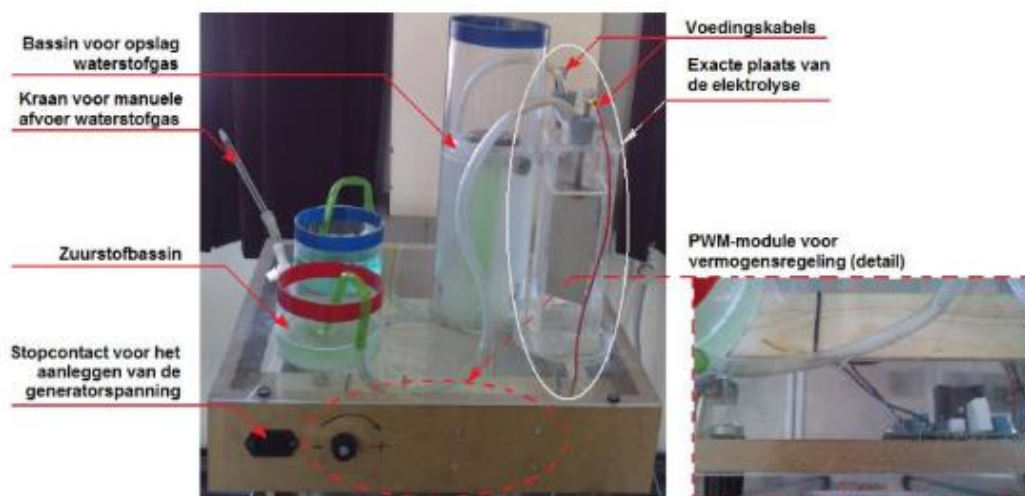 Bassin voor opslag
waterstofgas
Kraan voor manuele
afvoer waterstofgas
Zuurstofbassin
Stopcontact voor het
aanleggen van de
generatorspanning
Voedingskabels
Exacte plaats van
de elektrolyse
PWM-module voor
vermogensregeling (detail)
- +